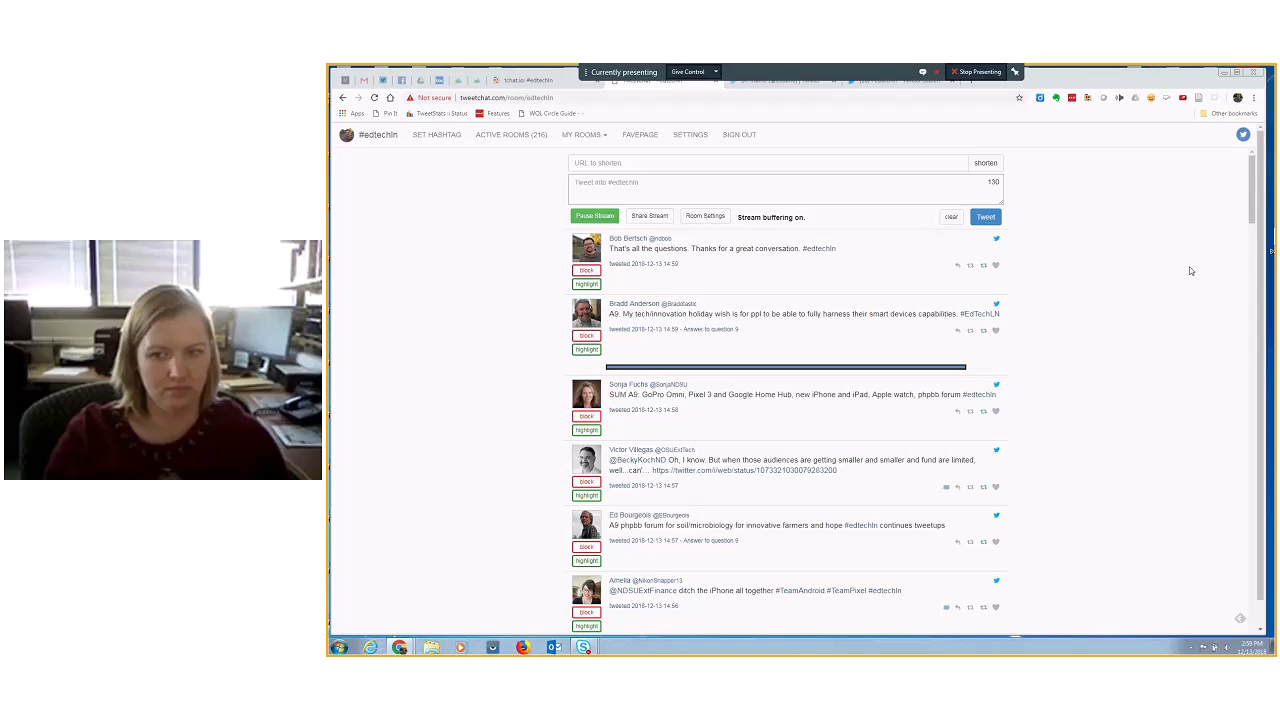 Currently presenting Give Control Stop Presenting
tchat.io/ #edtechln
Not secure tweetchat.com/room/edtechln
Apps Pin It TweetStats :: Status Features WOL Circle Guide - Other bookmarks
#edtechln SET HASHTAG ACTIVE ROOMS (216) MY ROOMS FAVEPAGE SETTINGS SIGN OUT
URL to shorten shorten
Tweet into #edtechln 130
Pause Stream Share Stream Room Settings Stream buffering on. clear Tweet
Bob Bertsch @ndbob
That's all the questions. Thanks for a great conversation. #edtechln
tweeted 2018-12-13 14:59
block
highlight
Bradd Anderson @Braddtastic
A9. My tech/innovation holiday wish is for ppl to be able to fully harness their smart devices capabilities. #EdTechLN
tweeted 2018-12-13 14:59 - Answer to question 9
block
highlight
Sonja Fuchs @SonjaNDSU
SUM A9: GoPro Omni, Pixel 3 and Google Home Hub, new iPhone and iPad, Apple watch, phpbb forum #edtechln
tweeted 2018-12-13 14:58
block
highlight
Victor Villegas @OSUExtTech
@BeckyKochND Oh, I know. But when those audiences are getting smaller and smaller and fund are limited,
well...can'... https://twitter.com/i/web/status/1073321030079283200
tweeted 2018-12-13 14:57
block
highlight
Ed Bourgeois @EBourgeois
A9 phpbb forum for soil/microbiology for innovative farmers and hope #edtechln continues tweetups
tweeted 2018-12-13 14:57 - Answer to question 9
block
highlight
Amelia @NikonSnapper13
@NDSUExtFinance ditch the iPhone all together #TeamAndroid #TeamPixel #edtechln
tweeted 2018-12-13 14:56
block
highlight
2:59 PM
12/13/2018